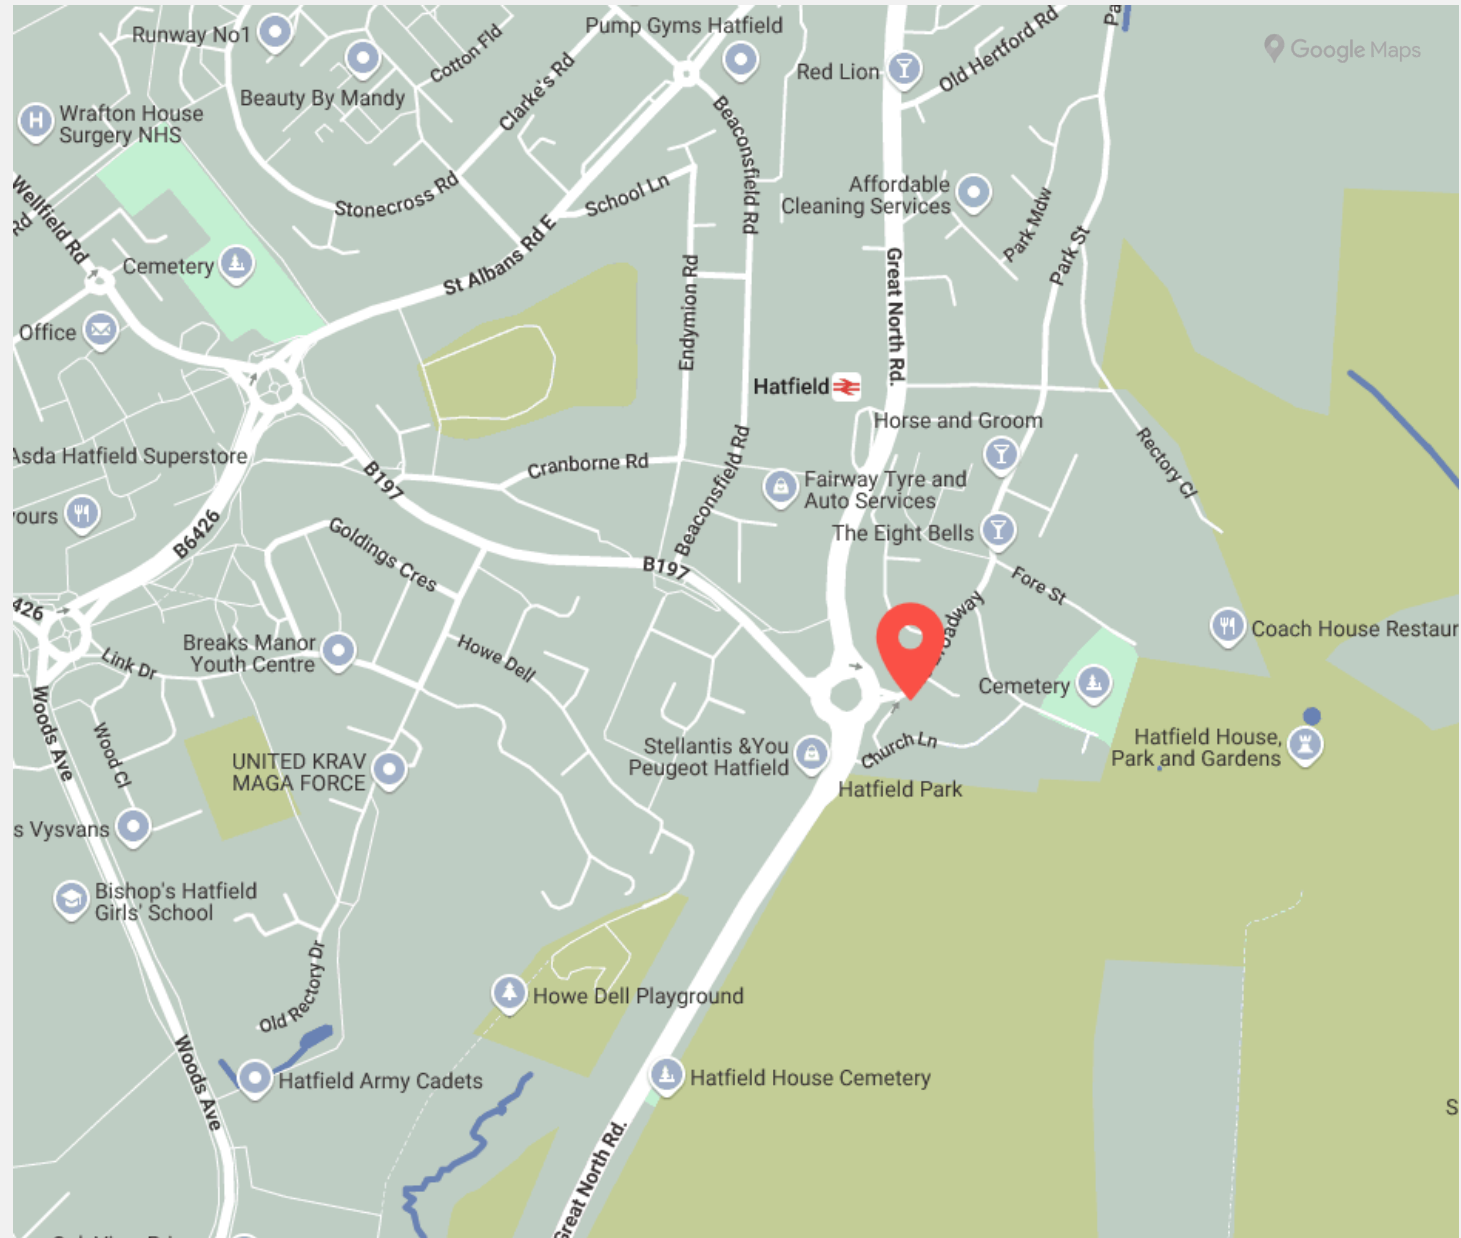 Runway No1
Pump Gyms Hatfield
Cotton Fld
Clarke's Rd
Red Lion
Old Hertford Rd
Pa
Google Maps
Beauty By Mandy
Wrafton House
Surgery NHS
Beaconsfield Rd
Wellfield Rd
Rd
Stonecross Rd
School Ln
Affordable
Cleaning Services
Park Mdw
Park St
Cemetery
St Albans Rd E
Great North Rd.
Endymion Rd
Office
Hatfield
Horse and Groom
Asda Hatfield Superstore
B197
Cranborne Rd
Beaconsfield Rd
Fairway Tyre and
Auto Services
Rectory Cl
yours
B6426
Goldings Cres
The Eight Bells
B197
Fore St
426
Broadway
Breaks Manor
Youth Centre
Link Dr
Howe Dell
Coach House Restaur
Cemetery
Woods Ave
Wood Cl
UNITED KRAV
MAGA FORCE
Stellantis &You
Peugeot Hatfield
Church Ln
Hatfield House,
Park and Gardens
Hatfield Park
s Vysvans
Bishop's Hatfield
Girls' School
Old Rectory Dr
Howe Dell Playground
Woods Ave
Hatfield Army Cadets
Hatfield House Cemetery
S
Great North Rd.